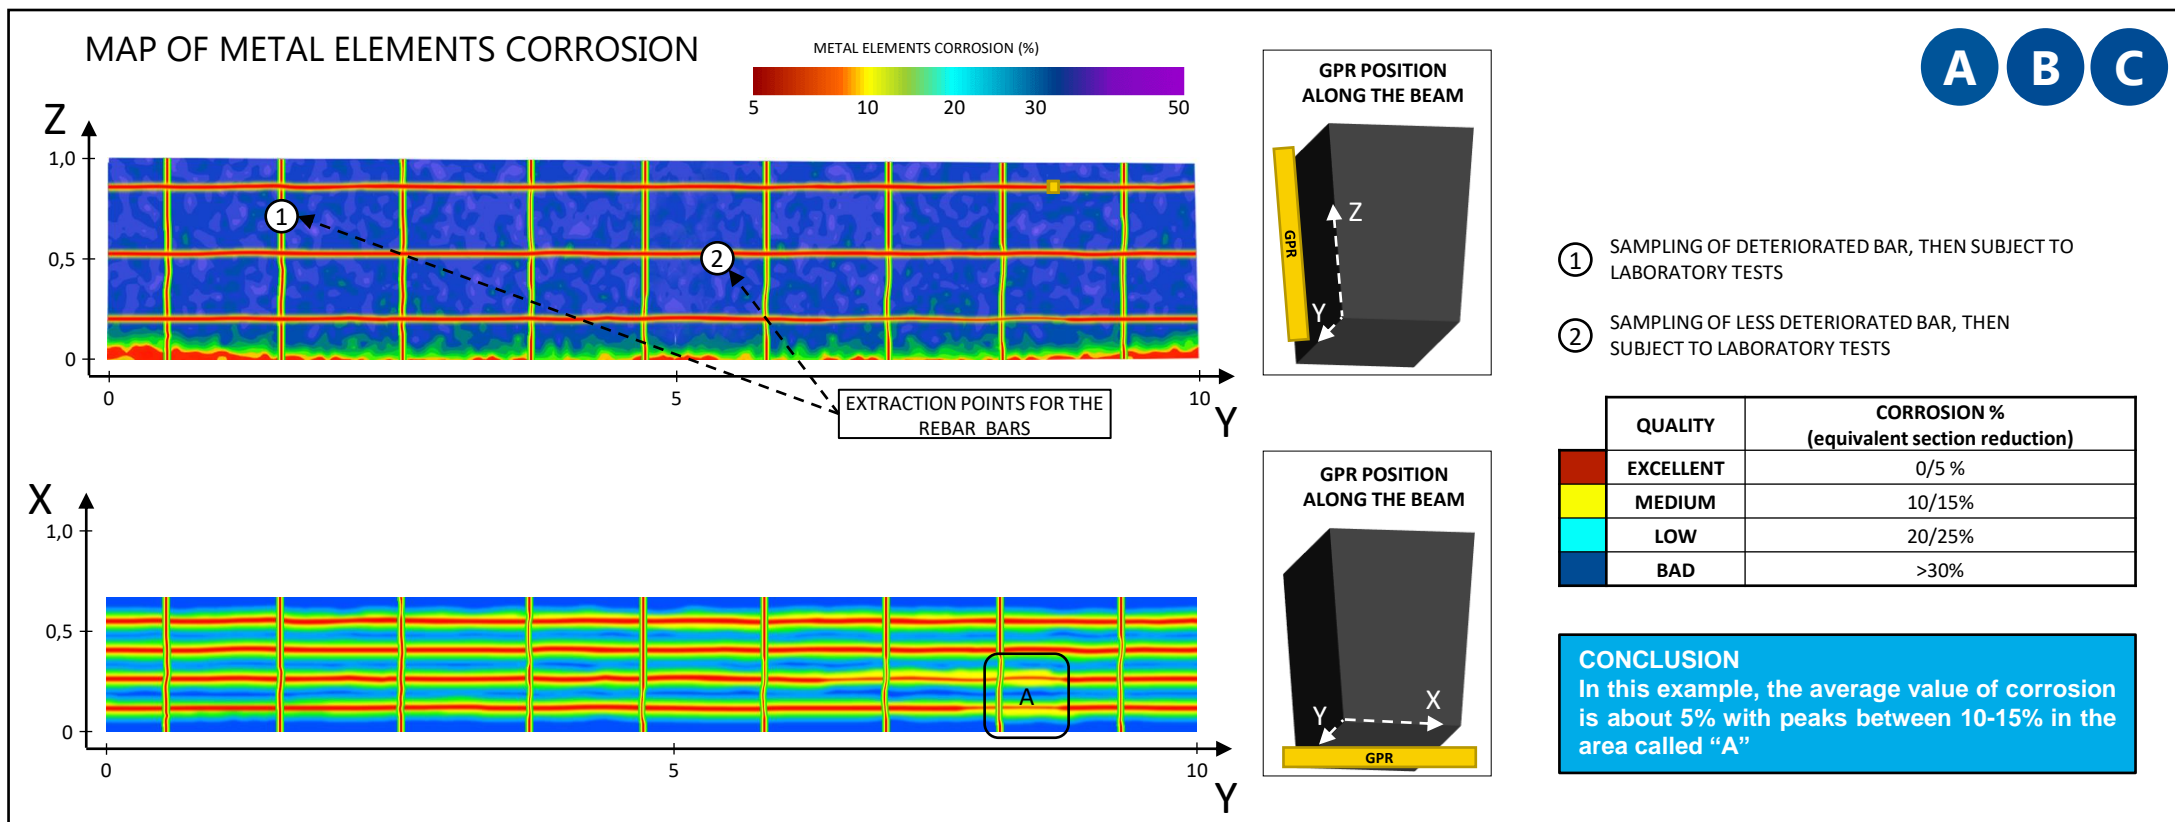 MAP OF METAL ELEMENTS CORROSION
METAL ELEMENTS CORROSION (%)
5 10 20 30 50
A B C
Z
1,0
0,5
0
0 5 10
Y
1
2
EXTRACTION POINTS FOR THE
REBAR BARS
GPR POSITION
ALONG THE BEAM
Z
Y
GPR
1 SAMPLING OF DETERIORATED BAR, THEN SUBJECT TO
LABORATORY TESTS
2 SAMPLING OF LESS DETERIORATED BAR, THEN
SUBJECT TO LABORATORY TESTS
QUALITY CORROSION %
(equivalent section reduction)
EXCELLENT 0/5 %
MEDIUM 10/15%
LOW 20/25%
BAD >30%
X
1,0
0,5
0
0 5 10
Y
A
GPR POSITION
ALONG THE BEAM
X
Y
GPR
CONCLUSION
In this example, the average value of corrosion
is about 5% with peaks between 10-15% in the
area called “A”